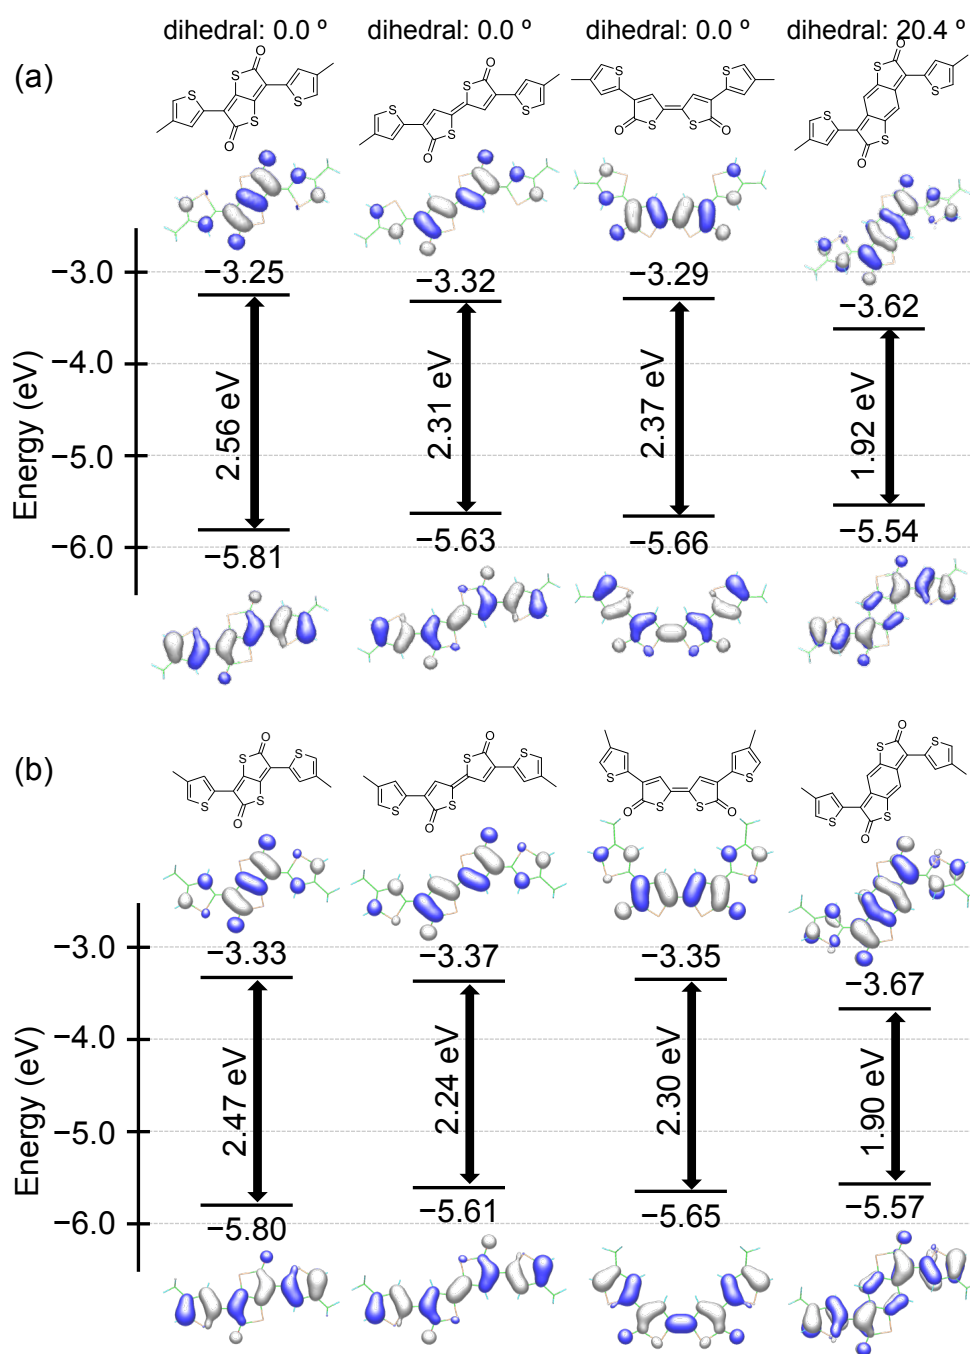 dihedral: 0.0 º dihedral: 0.0 º dihedral: 0.0 º dihedral: 20.4 º
(a)
S O S S O
S O S S O S S
S S O S S O
S O S S S O
−3.0 −3.25 −3.32 −3.29 −3.62
−4.0
Energy (eV)
2.56 eV 2.31 eV 2.37 eV 1.92 eV
−5.0
−5.81 −5.63 −5.66 −5.54
−6.0
(b)
S O S S O S
S O S S O S
S S O S S O
S O S S S O
−3.0 −3.33 −3.37 −3.35 −3.67
−4.0
Energy (eV)
2.47 eV 2.24 eV 2.30 eV 1.90 eV
−5.0
−5.80 −5.61 −5.65 −5.57
−6.0